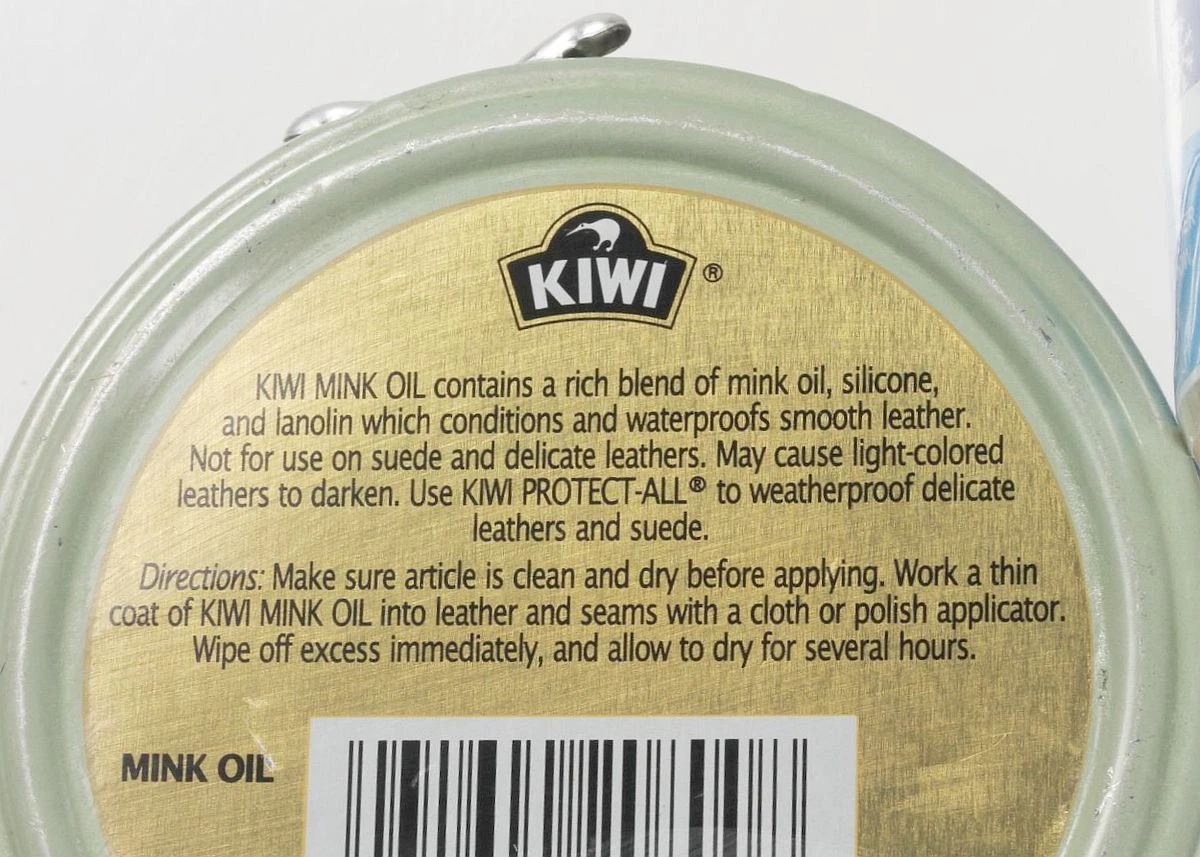 KIWI ®
KIWI MINK OIL contains a rich blend of mink oil, silicone,
and lanolin which conditions and waterproofs smooth leather.
Not for use on suede and delicate leathers. May cause light-colored
leathers to darken. Use KIWI PROTECT-ALL® to weatherproof delicate
leathers and suede.
Directions: Make sure article is clean and dry before applying. Work a thin
coat of KIWI MINK OIL into leather and seams with a cloth or polish applicator.
Wipe off excess immediately, and allow to dry for several hours.
MINK OIL